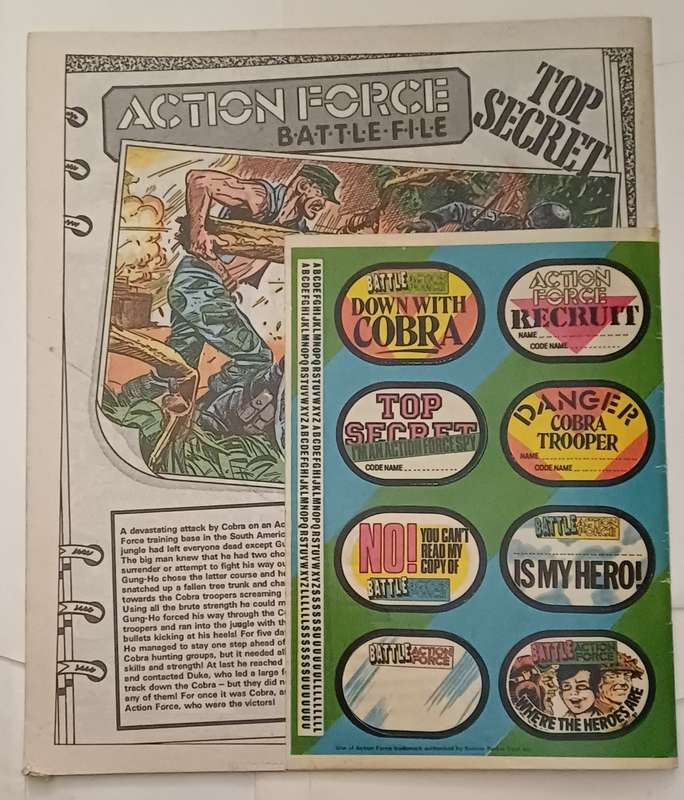 ACTION FORCE
BATTLE-FILE
TOP
SECRET
A devastating attack by Cobra on an Ac
Force training base in the South Americ
jungle had left everyone dead except Gu
The big man knew that he had two cho
surrender or attempt to fight his way ou
Gung-Ho chose the latter course and h
snatched up a fallen tree trunk and cha
towards the Cobra troopers screaming
Using all the brute strength he could m
Gung-Ho forced his way through the Co
troopers and ran into the jungle with th
bullets kicking at his heels! For five da
Ho managed to stay one step ahead of
Cobra hunting groups, but it needed all
skills and strength! At last he reached
and contacted Duke, who led a large f
track down the Cobra – but they did n
any of them! For once it was Cobra, a
Action Force, who were the victors!
BATTLE ACTION FORCE
DOWN WITH
COBRA
ACTION
FORCE
RECRUIT
NAME
CODE NAME
TOP
SECRET
I'M AN ACTION FORCE SPY
CODE NAME
DANGER
COBRA
TROOPER
NAME
CODE NAME
NO!
YOU CAN'T
READ MY
COPY OF
BATTLE ACTION FORCE
BATTLE ACTION FORCE
IS MY HERO!
BATTLE ACTION
FORCE
BATTLE ACTION
FORCE
WHERE THE HEROES ARE